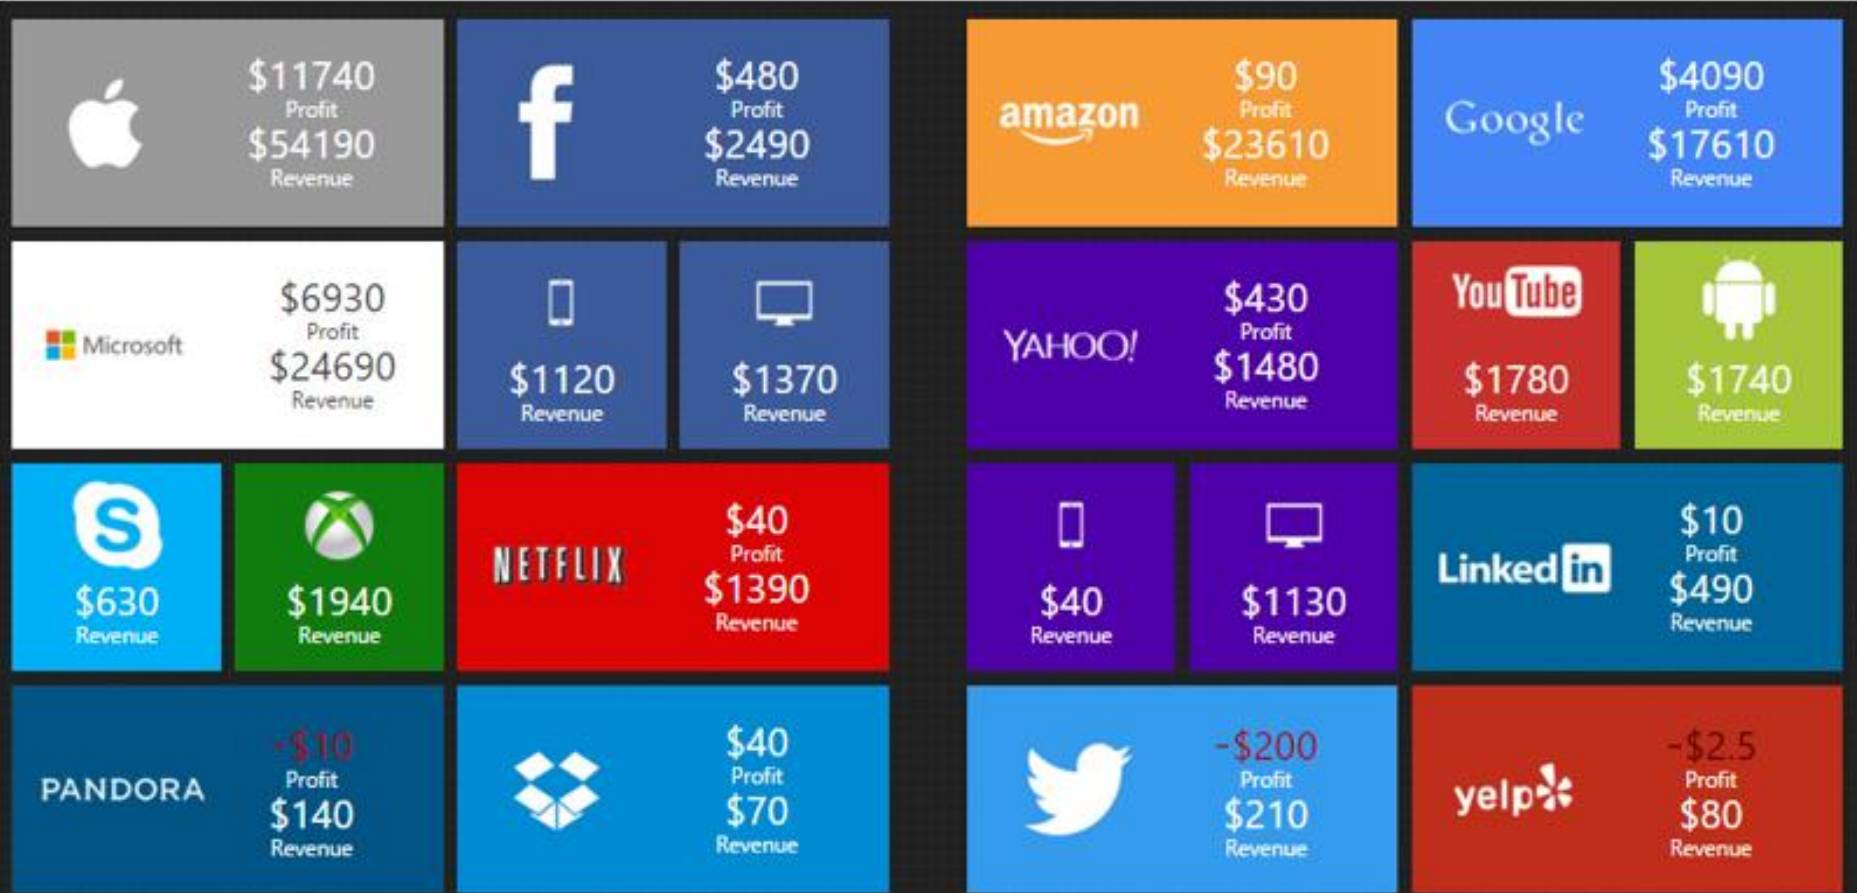 $11740
Profit
$54190
Revenue
f
$480
Profit
$2490
Revenue
amazon
$90
Profit
$23610
Revenue
Google
$4090
Profit
$17610
Revenue
Microsoft
$6930
Profit
$24690
Revenue
$1120
Revenue
$1370
Revenue
YAHOO!
$430
Profit
$1480
Revenue
YouTube
$1780
Revenue
$1740
Revenue
S
$630
Revenue
$1940
Revenue
NETFLIX
$40
Profit
$1390
Revenue
$40
Revenue
$1130
Revenue
Linked in
$10
Profit
$490
Revenue
PANDORA
-$10
Profit
$140
Revenue
$40
Profit
$70
Revenue
-$200
Profit
$210
Revenue
yelp
-$2.5
Profit
$80
Revenue